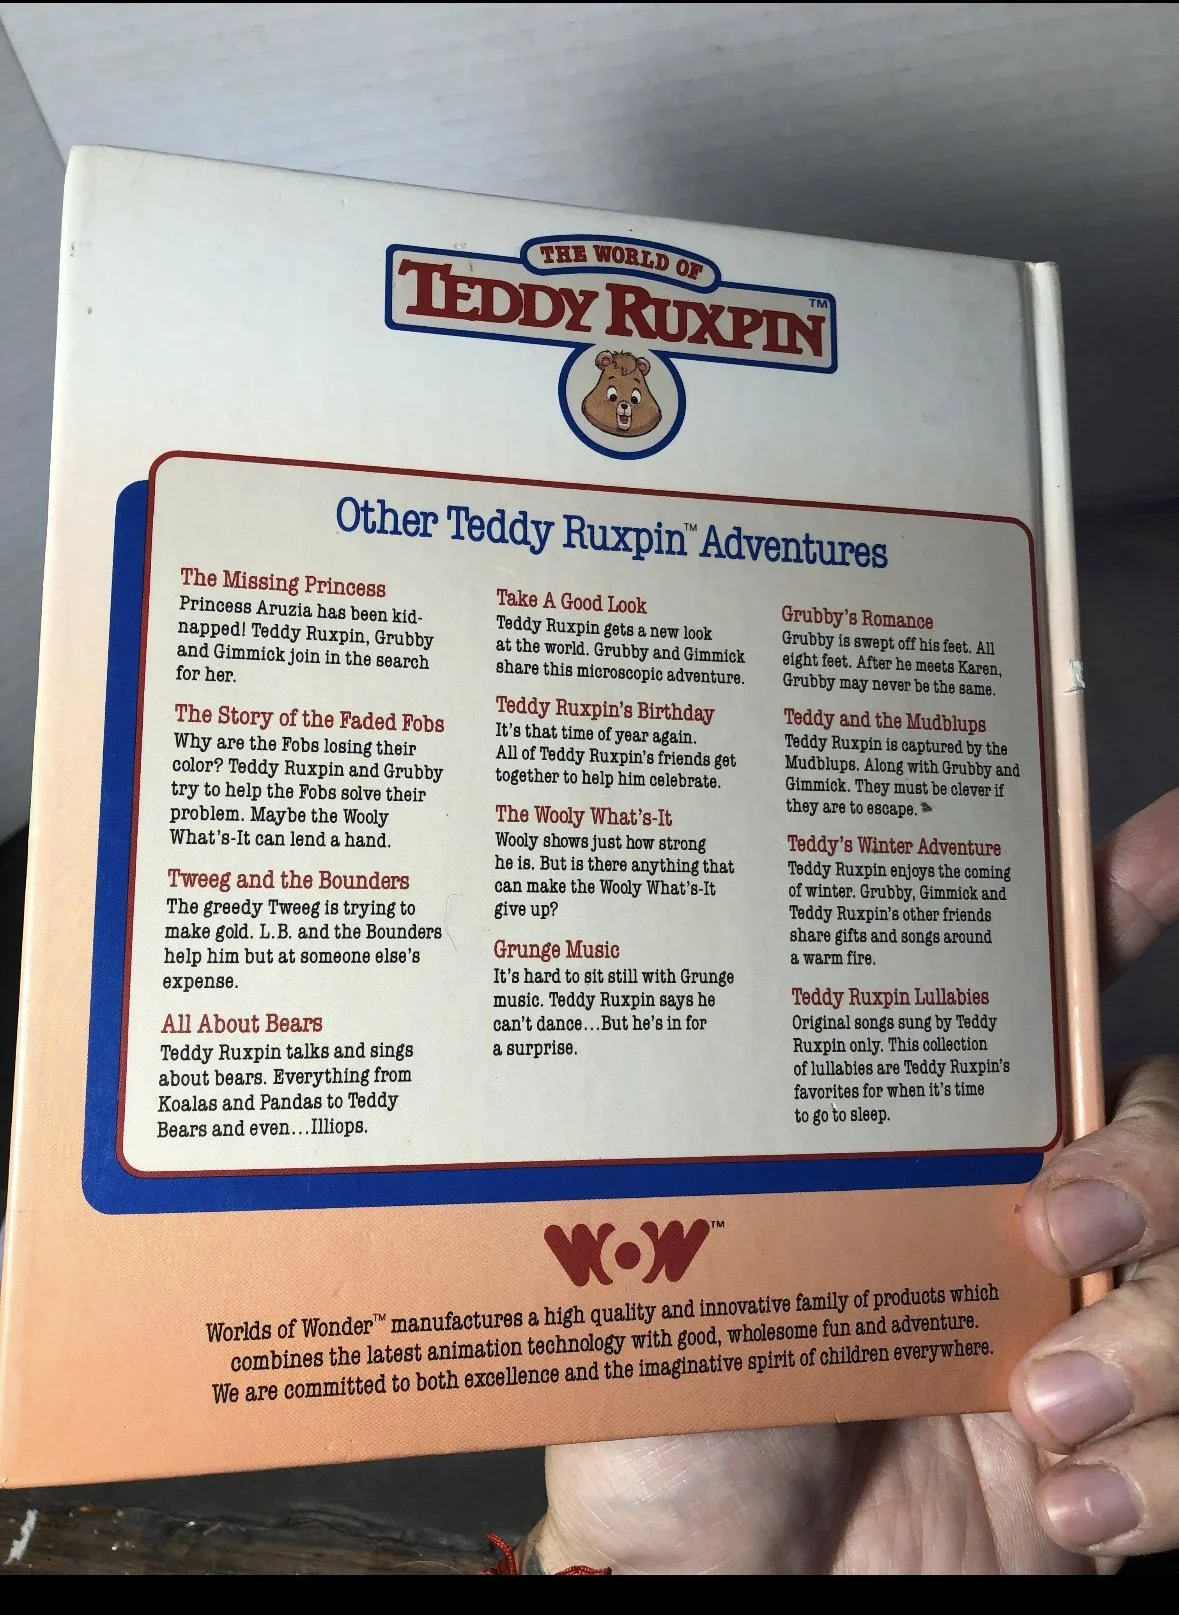 THE WORLD OF
TEDDY RUXPIN™
Other Teddy Ruxpin™ Adventures
The Missing Princess
Princess Aruzia has been kid-
napped! Teddy Ruxpin, Grubby
and Gimmick join in the search
for her.
The Story of the Faded Fobs
Why are the Fobs losing their
color? Teddy Ruxpin and Grubby
try to help the Fobs solve their
problem. Maybe the Wooly
What's-It can lend a hand.
Tweeg and the Bounders
The greedy Tweeg is trying to
make gold. L.B. and the Bounders
help him but at someone else's
expense.
All About Bears
Teddy Ruxpin talks and sings
about bears. Everything from
Koalas and Pandas to Teddy
Bears and even...Illiops.
Take A Good Look
Teddy Ruxpin gets a new look
at the world. Grubby and Gimmick
share this microscopic adventure.
Teddy Ruxpin's Birthday
It's that time of year again.
All of Teddy Ruxpin's friends get
together to help him celebrate.
The Wooly What's-It
Wooly shows just how strong
he is. But is there anything that
can make the Wooly What's-It
give up?
Grunge Music
It's hard to sit still with Grunge
music. Teddy Ruxpin says he
can't dance...But he's in for
a surprise.
Grubby's Romance
Grubby is swept off his feet. All
eight feet. After he meets Karen,
Grubby may never be the same.
Teddy and the Mudblups
Teddy Ruxpin is captured by the
Mudblups. Along with Grubby and
Gimmick. They must be clever if
they are to escape.
Teddy's Winter Adventure
Teddy Ruxpin enjoys the coming
of winter. Grubby, Gimmick and
Teddy Ruxpin's other friends
share gifts and songs around
a warm fire.
Teddy Ruxpin Lullabies
Original songs sung by Teddy
Ruxpin only. This collection
of lullabies are Teddy Ruxpin's
favorites for when it's time
to go to sleep.
WOW™
Worlds of Wonder™ manufactures a high quality and innovative family of products which
combines the latest animation technology with good, wholesome fun and adventure.
We are committed to both excellence and the imaginative spirit of children everywhere.